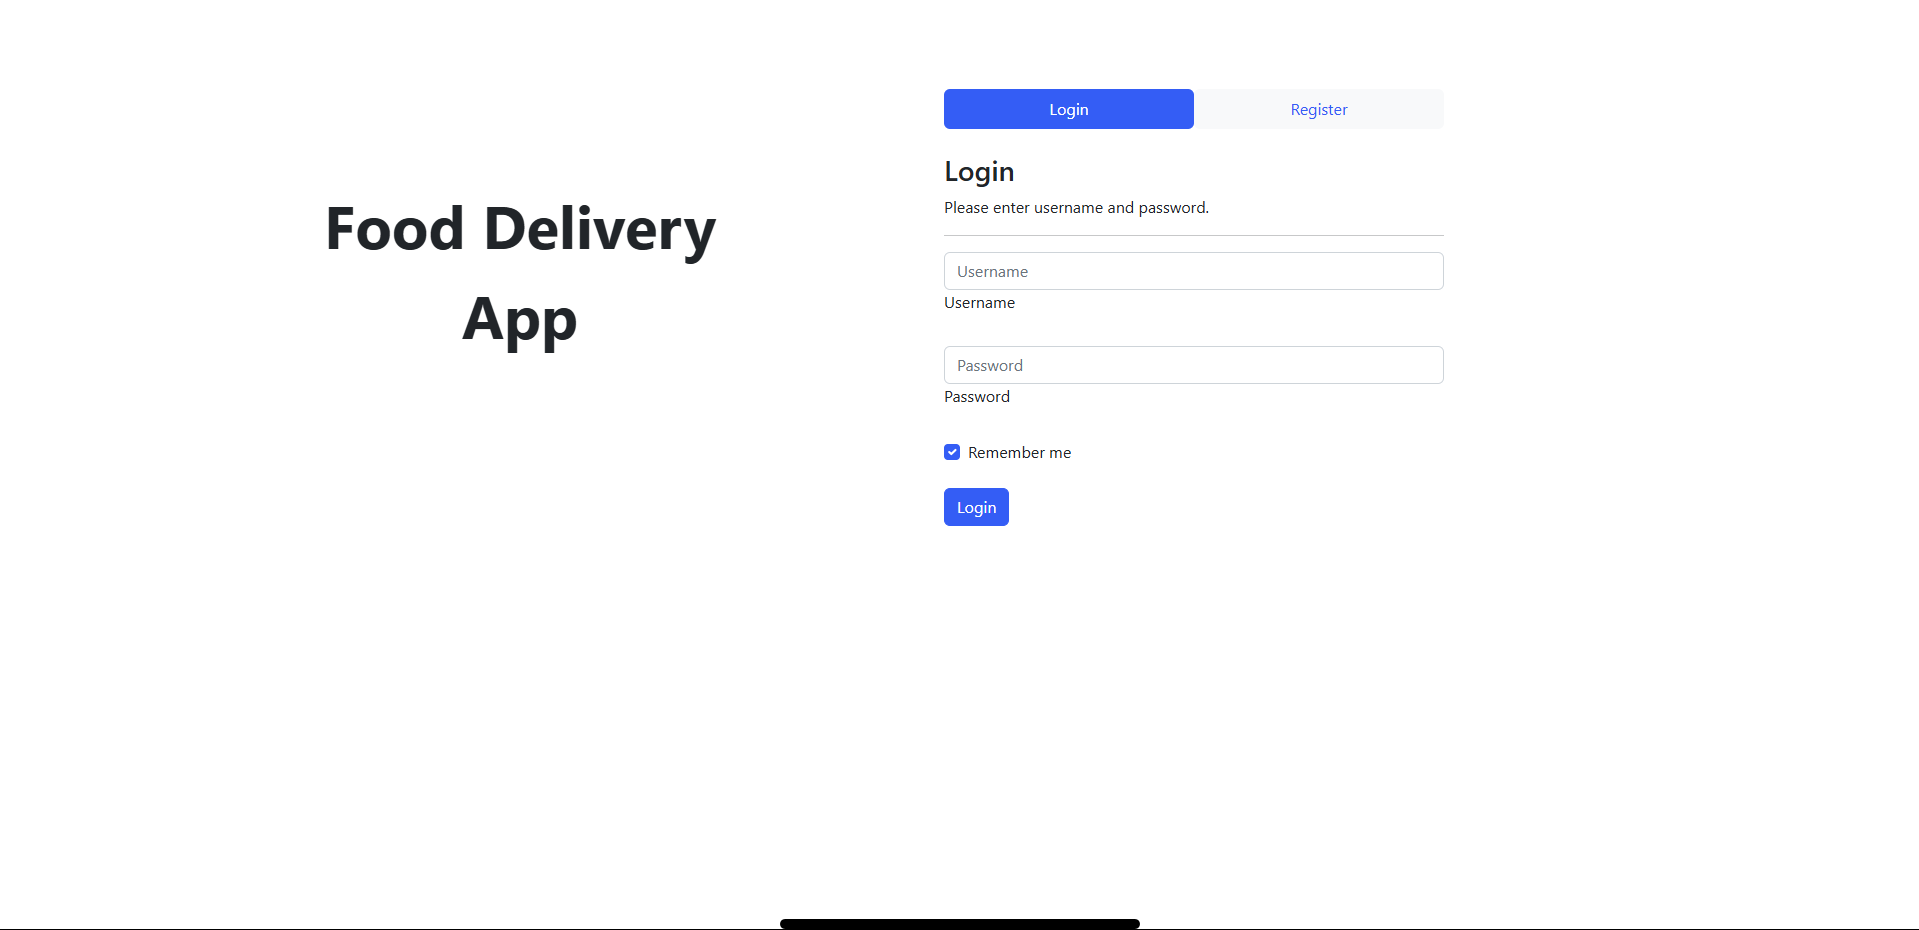 Food Delivery
App
Login
Register
Login
Please enter username and password.
Username
Username
Password
Password
Remember me
Login